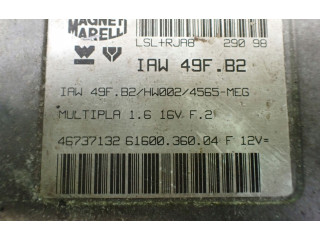 MAGNETI
MARELLI
LSL+RJAB 290 98
IAW 49F.B2
IAW 49F.B2/HW002/4565-MEG
MULTIPLA 1.6 16V F.2
46737132 61600.360.04 F 12V=